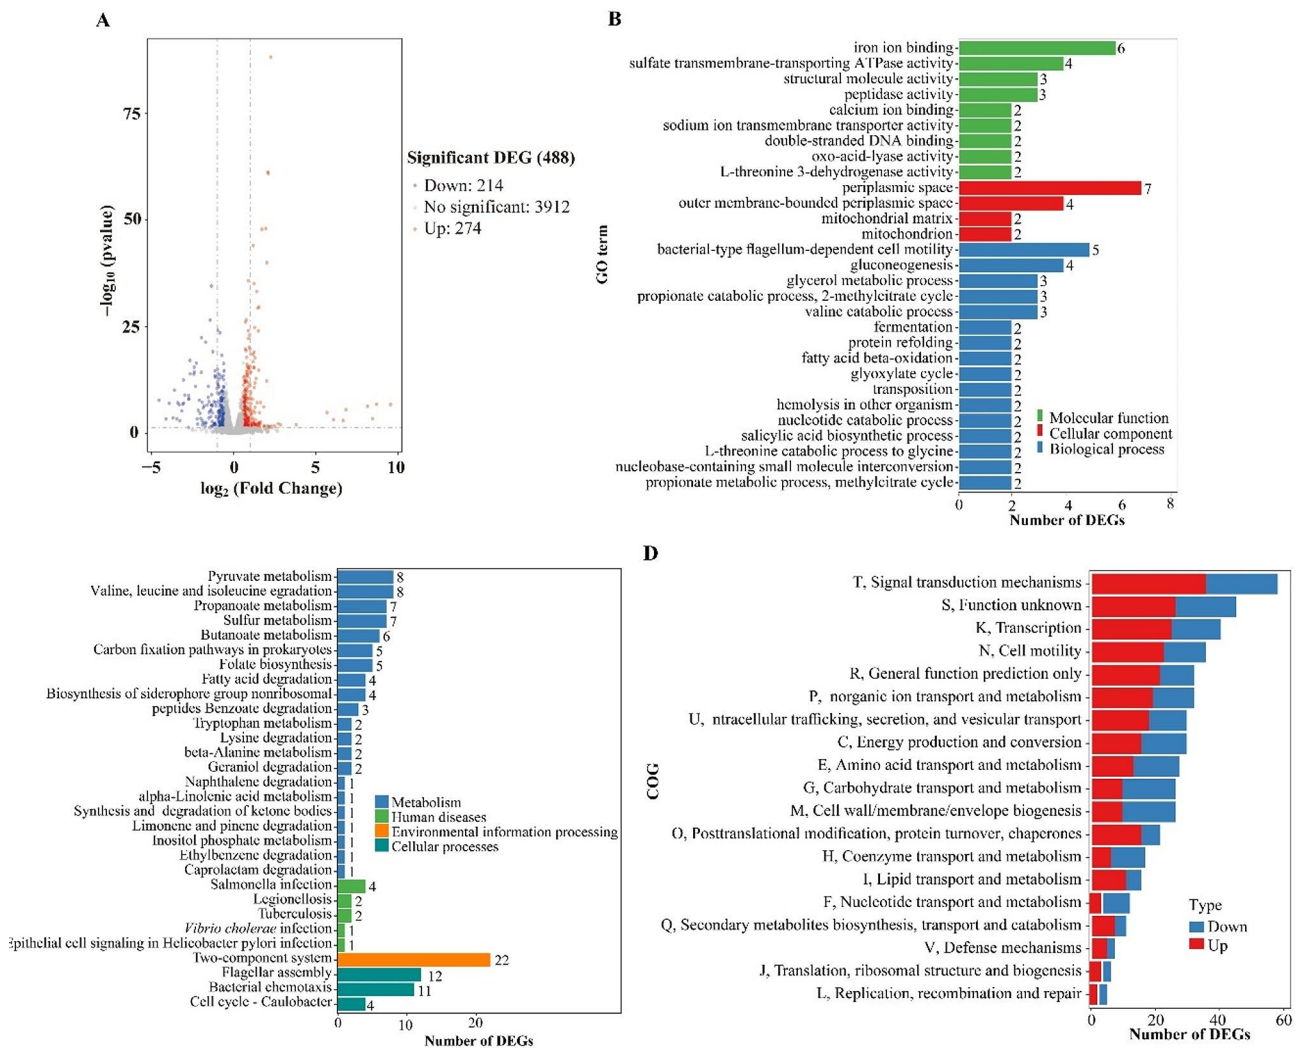 A
75
50
25
0
−5
0
5
10
−log10 (pvalue)
log2 (Fold Change)
Significant DEG (488)
Down: 214
No significant: 3912
Up: 274
B
GO term
iron ion binding 6
sulfate transmembrane-transporting ATPase activity 4
structural molecule activity 3
peptidase activity 3
calcium ion binding 2
sodium ion transmembrane transporter activity 2
double-stranded DNA binding 2
oxo-acid-lyase activity 2
L-threonine 3-dehydrogenase activity 2
periplasmic space 7
outer membrane-bounded periplasmic space 4
mitochondrial matrix 2
mitochondrion 2
bacterial-type flagellum-dependent cell motility 5
gluconeogenesis 4
glycerol metabolic process 3
propionate catabolic process, 2-methylcitrate cycle 3
valine catabolic process 3
fermentation 2
protein refolding 2
fatty acid beta-oxidation 2
glyoxylate cycle 2
transposition 2
hemolysis in other organism 2
nucleotide catabolic process 2
salicylic acid biosynthetic process 2
L-threonine catabolic process to glycine 2
nucleobase-containing small molecule interconversion 2
propionate metabolic process, methylcitrate cycle 2
Molecular function
Cellular component
Biological process
0 2 4 6 8
Number of DEGs
Pyruvate metabolism 8
Valine, leucine and isoleucine egradation 8
Propanoate metabolism 7
Sulfur metabolism 7
Butanoate metabolism 6
Carbon fixation pathways in prokaryotes 5
Folate biosynthesis 5
Fatty acid degradation 4
Biosynthesis of siderophore group nonribosomal 4
peptides Benzoate degradation 3
Tryptophan metabolism 2
Lysine degradation 2
beta-Alanine metabolism 2
Geraniol degradation 2
Naphthalene degradation 1
alpha-Linolenic acid metabolism 1
Synthesis and degradation of ketone bodies 1
Limonene and pinene degradation 1
Inositol phosphate metabolism 1
Ethylbenzene degradation 1
Caprolactam degradation 1
Salmonella infection 4
Legionellosis 2
Tuberculosis 2
Vibrio cholerae infection 1
Epithelial cell signaling in Helicobacter pylori infection 1
Two-component system 22
Flagellar assembly 12
Bacterial chemotaxis 11
Cell cycle - Caulobacter 4
Metabolism
Human diseases
Environmental information processing
Cellular processes
0 10 20
Number of DEGs
D
COG
T, Signal transduction mechanisms
S, Function unknown
K, Transcription
N, Cell motility
R, General function prediction only
P, norganic ion transport and metabolism
U, ntracellular trafficking, secretion, and vesicular transport
C, Energy production and conversion
E, Amino acid transport and metabolism
G, Carbohydrate transport and metabolism
M, Cell wall/membrane/envelope biogenesis
O, Posttranslational modification, protein turnover, chaperones
H, Coenzyme transport and metabolism
I, Lipid transport and metabolism
F, Nucleotide transport and metabolism
Q, Secondary metabolites biosynthesis, transport and catabolism
V, Defense mechanisms
J, Translation, ribosomal structure and biogenesis
L, Replication, recombination and repair
Type
Down
Up
0 20 40 60
Number of DEGs